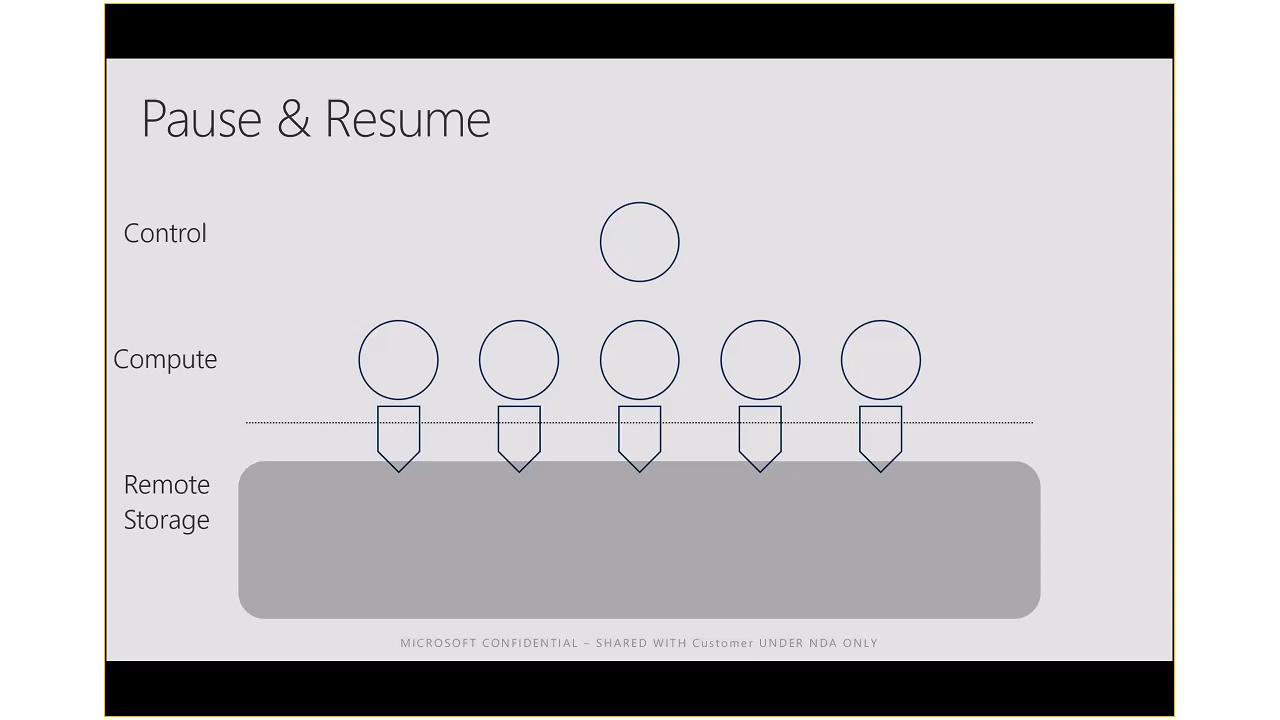 Pause & Resume
Control
Compute
Remote
Storage
MICROSOFT CONFIDENTIAL – SHARED WITH Customer UNDER NDA ONLY